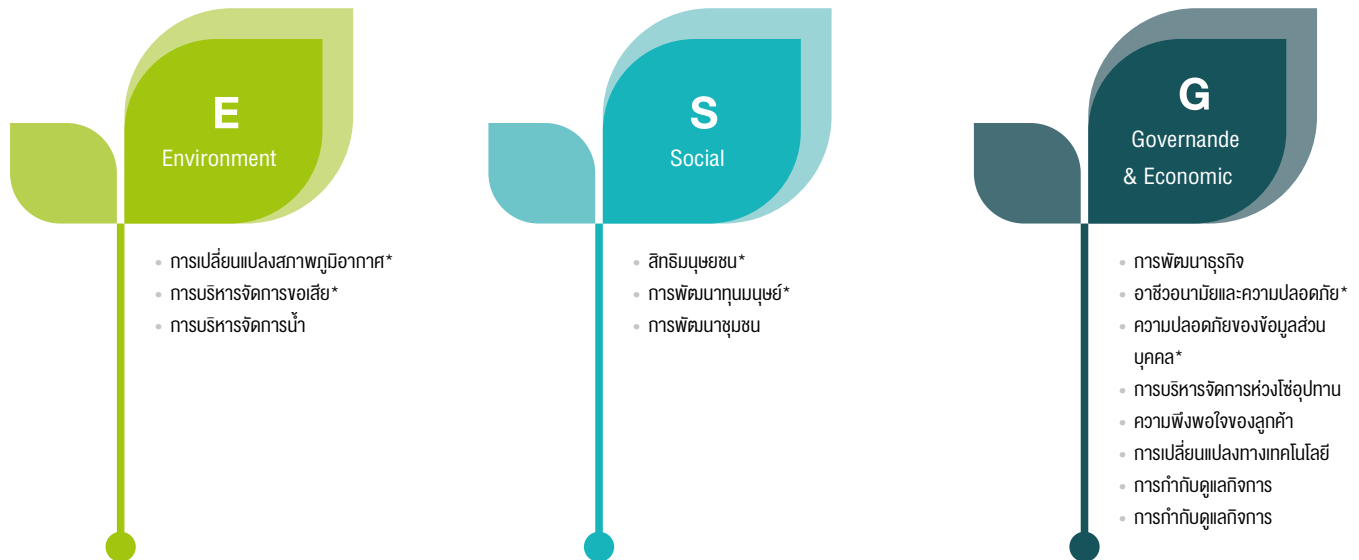 E
Environment
• การเปลี่ยนแปลงสภาพภูมิอากาศ*
• การบริหารจัดการขอเสีย*
• การบริหารจัดการน้ำ
S
Social
• สิทธิมนุษยชน*
• การพัฒนาทุนมนุษย์*
• การพัฒนาชุมชน
G
Governande
& Economic
• การพัฒนาธุรกิจ
• อาชีวอนามัยและความปลอดภัย*
• ความปลอดภัยของข้อมูลส่วน
บุคคล*
• การบริหารจัดการห่วงโซ่อุปทาน
• ความพึงพอใจของลูกค้า
• การเปลี่ยนแปลงทางเทคโนโลยี
• การกำกับดูแลกิจการ
• การกำกับดูแลกิจการ